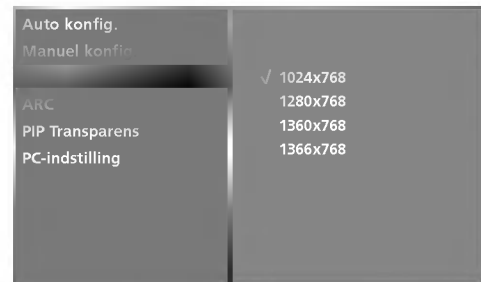 Auto konfig.
Manuel konfig
ARC
PIP Transparens
PC-indstilling
√ 1024x768
1280x768
1360x768
1366x768